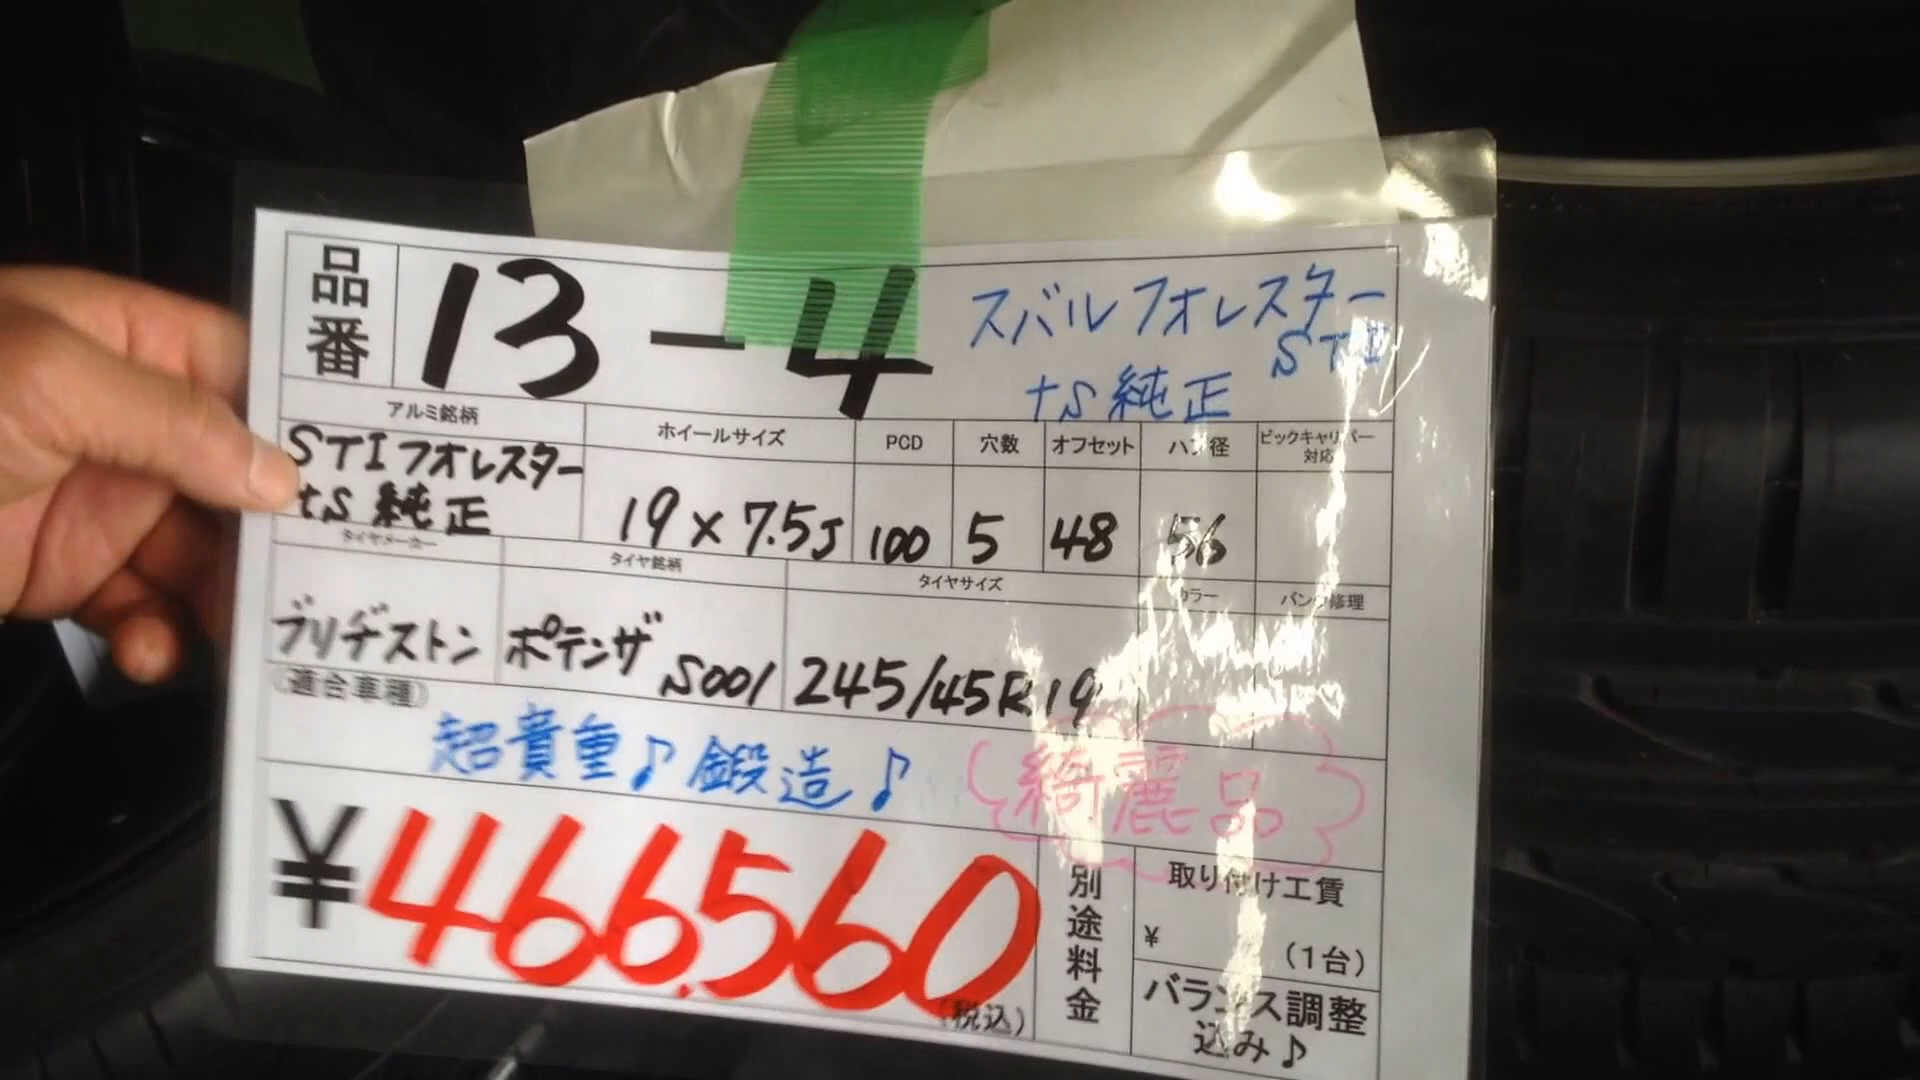 品番 13-4 スバルフォレスター
STI
tS 純正
アルミ銘柄 ホイールサイズ PCD 穴数 オフセット ハブ径 ビックキャリパー対応
STIフォレスター
tS 純正 19×7.5J 100 5 48 56
タイヤメーカー タイヤ銘柄 タイヤサイズ カラー パンク修理
ブリヂストン ポテンザ S001 245/45R19
(適合車種)
超貴重♪鍛造♪ 綺麗品
¥466,560 (税込)
別途料金
取り付け工賃
¥ (1台)
バランス調整
込み♪